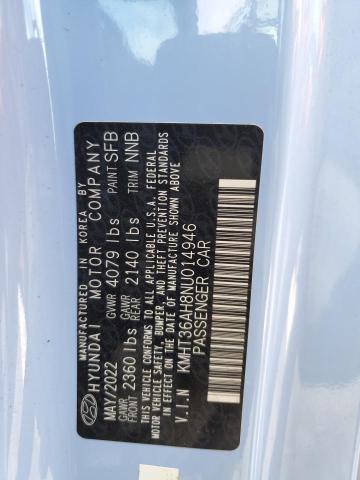 MANUFACTURED IN KOREA BY
HYUNDAI MOTOR COMPANY
MAY/2022 GVWR 4079 lbs PAINT SFB
GAWR FRONT 2360 lbs GAWR REAR 2140 lbs TRIM NNB
THIS VEHICLE CONFORMS TO ALL APPLICABLE U.S.A. FEDERAL
MOTOR VEHICLE SAFETY, BUMPER, AND THEFT PREVENTION STANDARDS
IN EFFECT ON THE DATE OF MANUFACTURE SHOWN ABOVE.
V.I.N KMHT36AH8NU014946
PASSENGER CAR